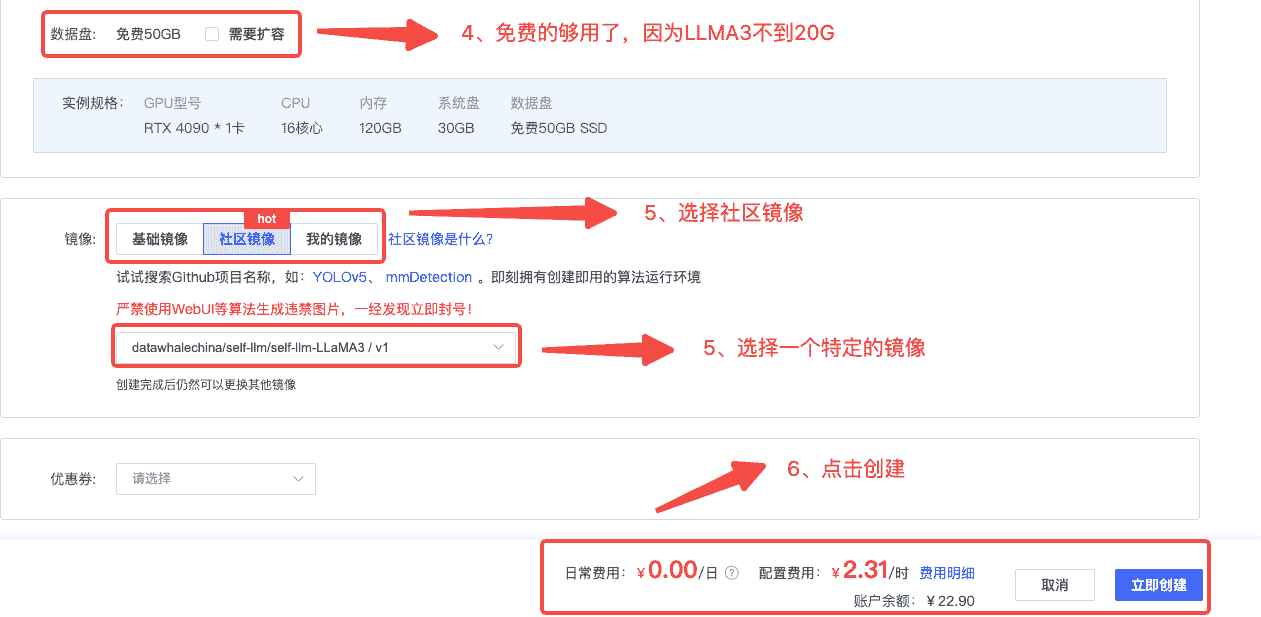 数据盘: 免费50GB 需要扩容
4、免费的够用了，因为LLMA3不到20G
实例规格: GPU型号 CPU 内存 系统盘 数据盘
RTX 4090 * 1卡 16核心 120GB 30GB 免费50GB SSD
hot
5、选择社区镜像
镜像: 基础镜像 社区镜像 我的镜像 社区镜像是什么?
试试搜索Github项目名称，如：YOLOv5、 mmDetection 。即刻拥有创建即用的算法运行环境
严禁使用WebUI等算法生成违禁图片，一经发现立即封号！
datawhalechina/self-llm/self-llm-LLaMA3 / v1
5、选择一个特定的镜像
创建完成后仍然可以更换其他镜像
6、点击创建
优惠券: 请选择
日常费用: ￥0.00/日 ? 配置费用: ￥2.31/时 费用明细
账户余额: ￥22.90
取消 立即创建